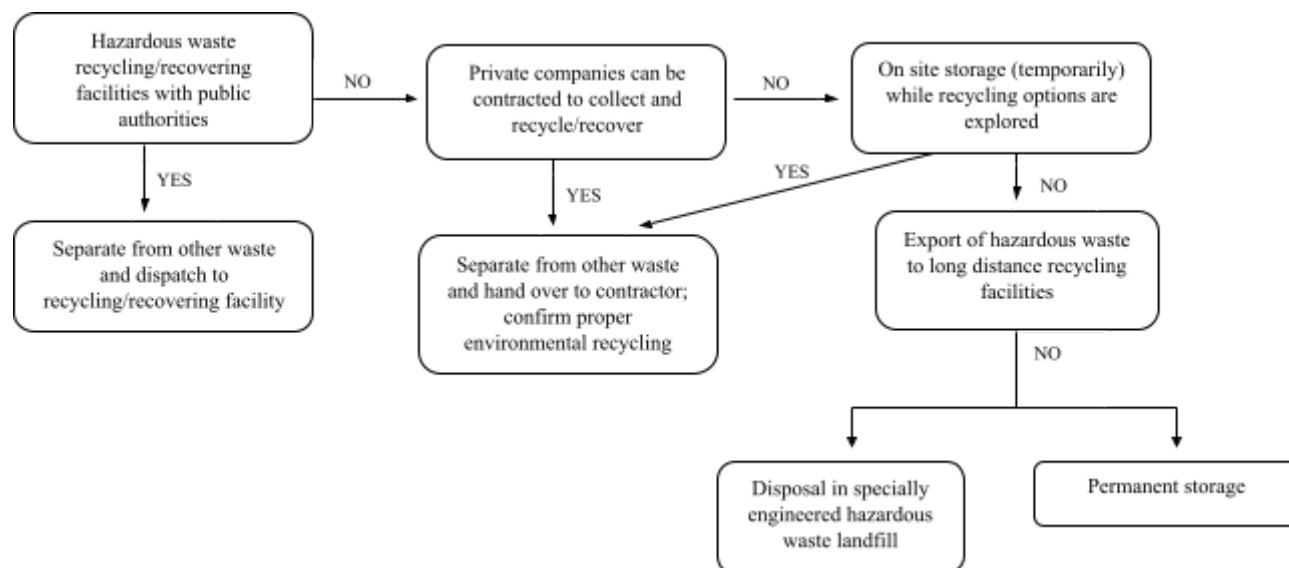 Hazardous waste
recycling/recovering
facilities with public
authorities
NO
Private companies can be
contracted to collect and
recycle/recover
NO
On site storage (temporarily)
while recycling options are
explored
YES
YES
YES
NO
Separate from other waste
and dispatch to
recycling/recovering facility
Separate from other waste
and hand over to contractor;
confirm proper
environmental recycling
Export of hazardous waste
to long distance recycling
facilities
NO
Disposal in specially
engineered hazardous
waste landfill
Permanent storage